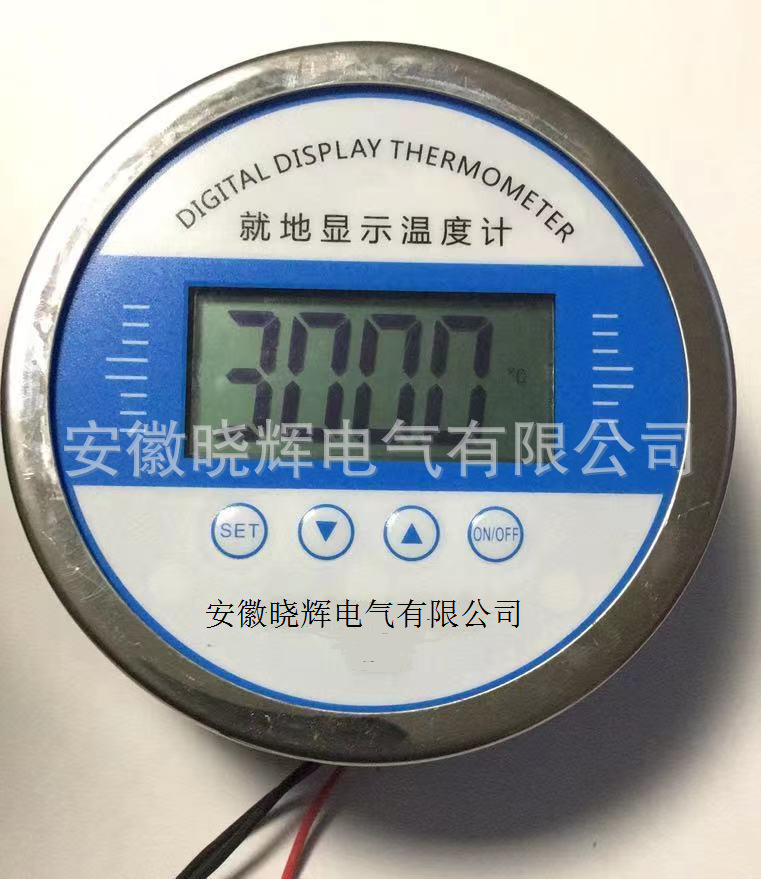 DIGITAL DISPLAY THERMOMETER
就地显示温度计
3000
°C
安徽晓辉电气有限公司
SET
ON/OFF
安徽晓辉电气有限公司